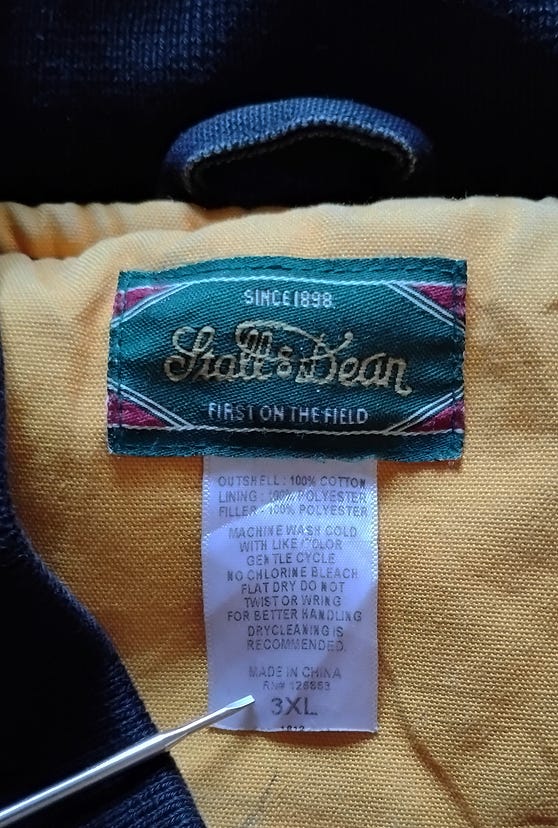 SINCE 1898
Stall & Dean
FIRST ON THE FIELD
OUTSHELL : 100% COTTON
LINING : 100% POLYESTER
FILLER : 100% POLYESTER
MACHINE WASH COLD
WITH LIKE COLOR
GENTLE CYCLE
NO CHLORINE BLEACH
FLAT DRY DO NOT
TWIST OR WRING
FOR BETTER HANDLING
DRYCLEANING IS
RECOMMENDED.
MADE IN CHINA
RN# 126853
3XL